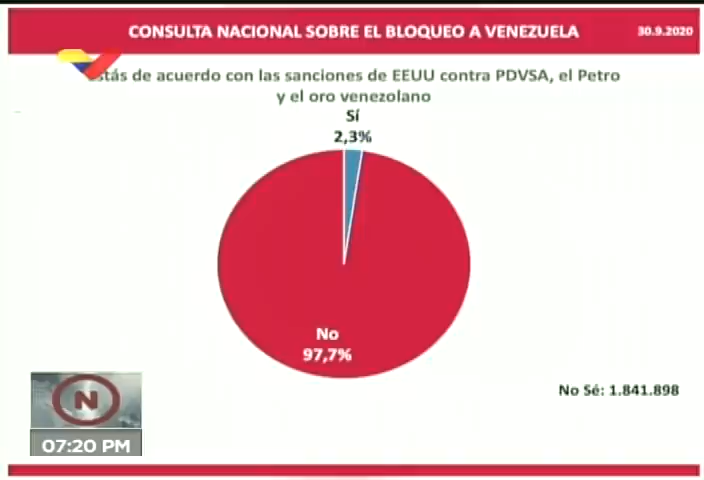 CONSULTA NACIONAL SOBRE EL BLOQUEO A VENEZUELA 30.9.2020
stás de acuerdo con las sanciones de EEUU contra PDVSA, el Petro
y el oro venezolano
Sí
2,3%
No
97,7%
No Sé: 1.841.898
N
07:20 PM